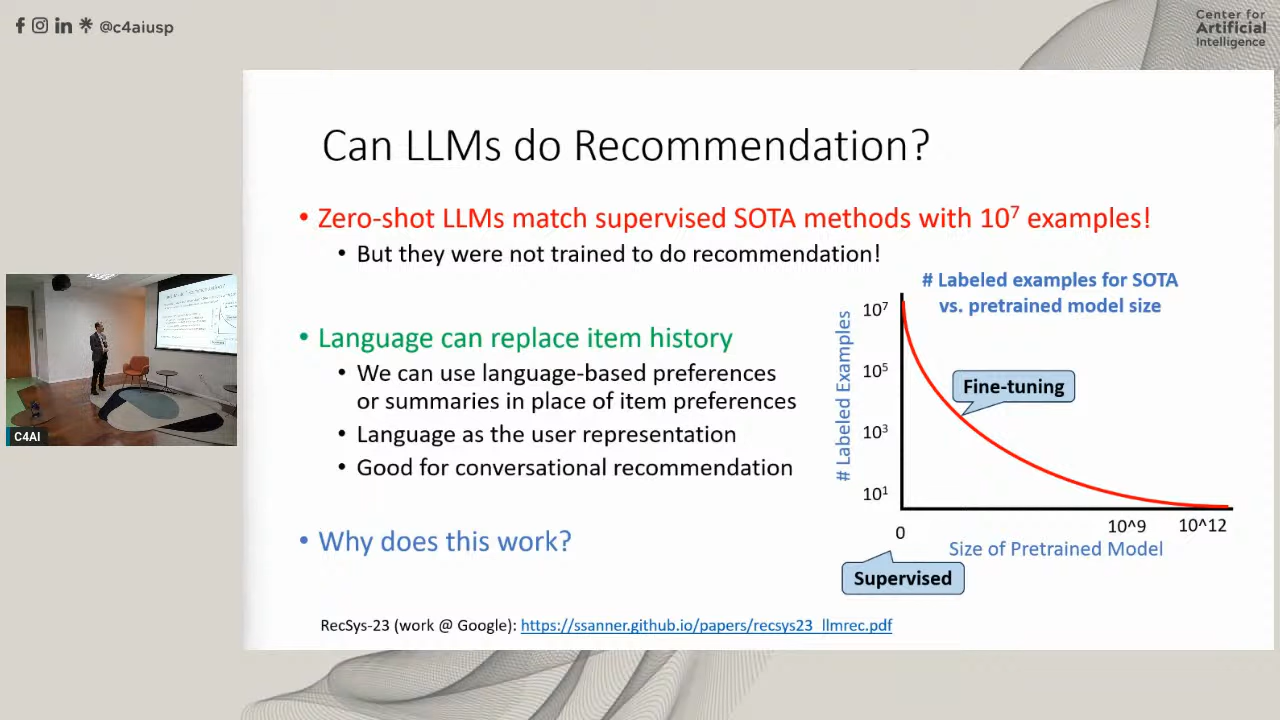 @c4aiusp
Center for
Artificial
Intelligence
Can LLMs do Recommendation?
• Zero-shot LLMs match supervised SOTA methods with 10⁷ examples!
• But they were not trained to do recommendation!
# Labeled examples for SOTA
vs. pretrained model size
• Language can replace item history
• We can use language-based preferences
or summaries in place of item preferences
• Language as the user representation
• Good for conversational recommendation
# Labeled Examples
10⁷
10⁵
10³
10¹
Fine-tuning
0
10^9
10^12
Size of Pretrained Model
Supervised
• Why does this work?
RecSys-23 (work @ Google): https://ssanner.github.io/papers/recsys23_llmrec.pdf
C4AI